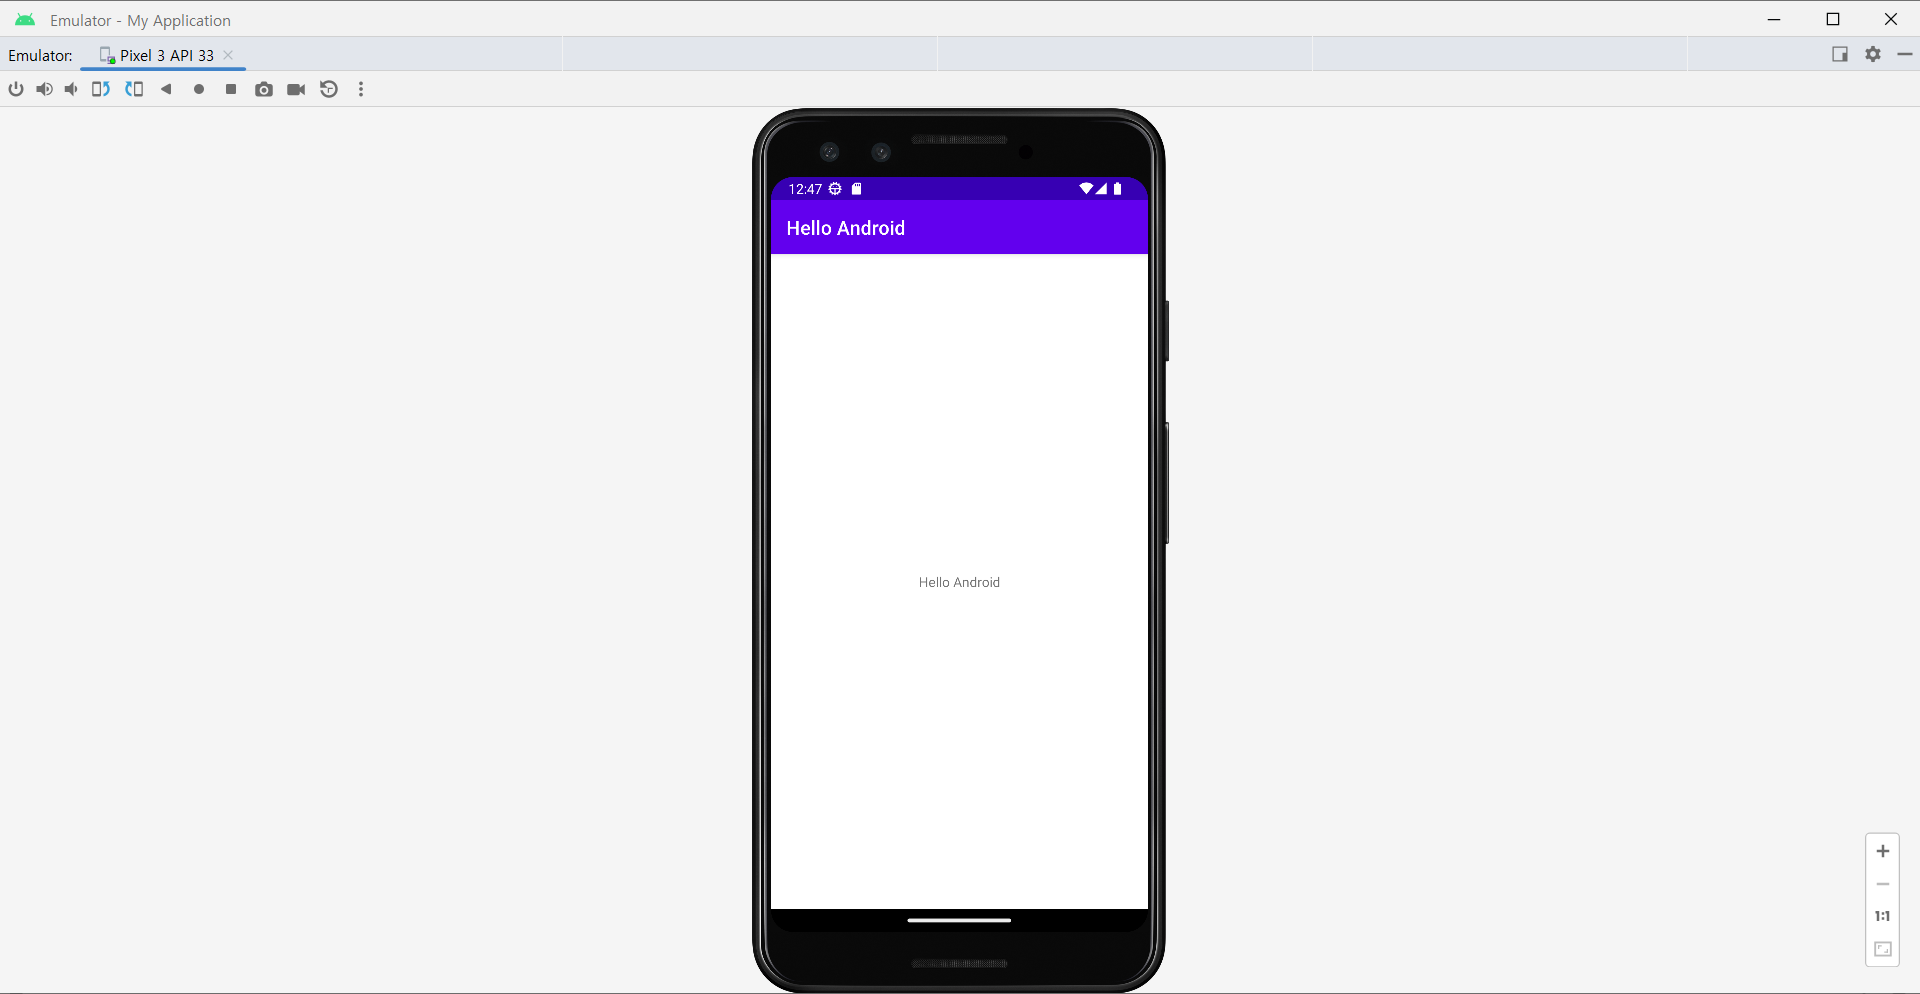 Emulator - My Application
Emulator: Pixel 3 API 33
12:47
Hello Android
Hello Android
1:1